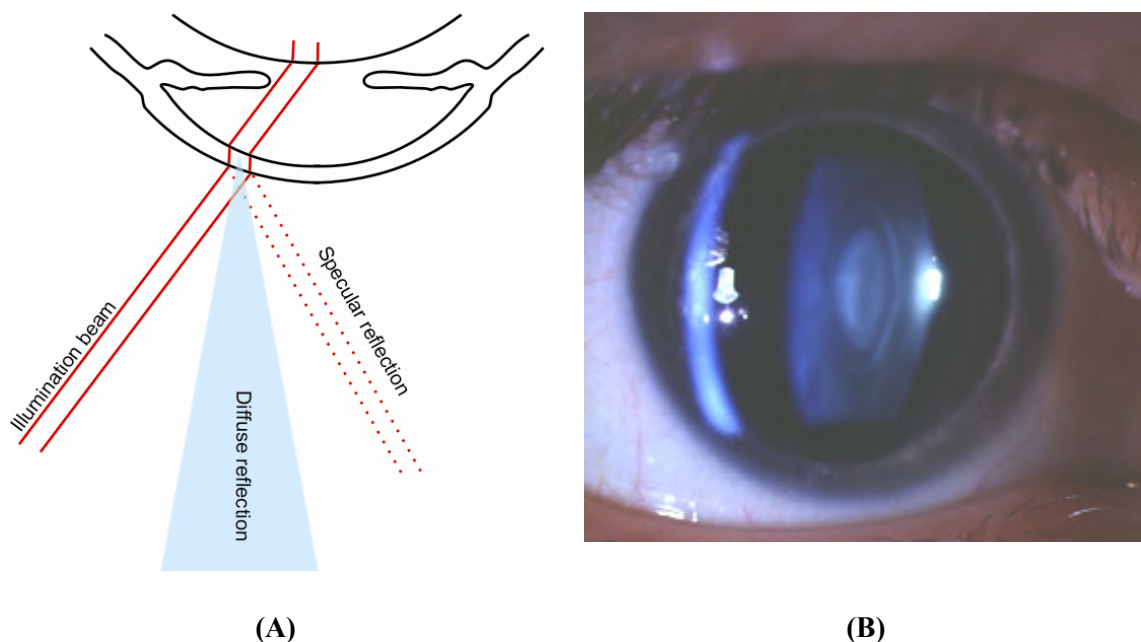 Illumination beam
Diffuse reflection
Specular reflection
(A)
(B)